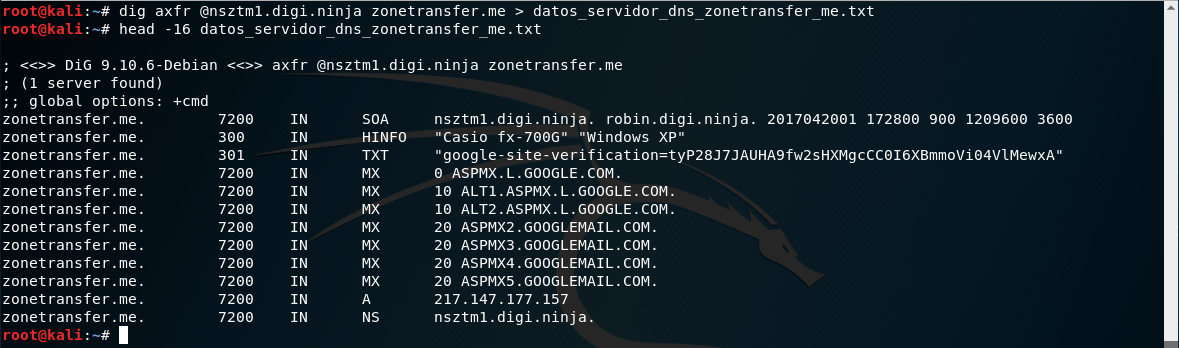 root@kali:~# dig axfr @nsztm1.digi.ninja zonetransfer.me > datos_servidor_dns_zonetransfer_me.txt
root@kali:~# head -16 datos_servidor_dns_zonetransfer_me.txt
; <<>> DiG 9.10.6-Debian <<>> axfr @nsztm1.digi.ninja zonetransfer.me
; (1 server found)
;; global options: +cmd
zonetransfer.me. 7200 IN SOA nsztm1.digi.ninja. robin.digi.ninja. 2017042001 172800 900 1209600 3600
zonetransfer.me. 300 IN HINFO "Casio fx-700G" "Windows XP"
zonetransfer.me. 301 IN TXT "google-site-verification=tyP28J7JAUHA9fw2sHXMgcCC0I6XBmmoVi04VlMewxA"
zonetransfer.me. 7200 IN MX 0 ASPMX.L.GOOGLE.COM.
zonetransfer.me. 7200 IN MX 10 ALT1.ASPMX.L.GOOGLE.COM.
zonetransfer.me. 7200 IN MX 10 ALT2.ASPMX.L.GOOGLE.COM.
zonetransfer.me. 7200 IN MX 20 ASPMX2.GOOGLEMAIL.COM.
zonetransfer.me. 7200 IN MX 20 ASPMX3.GOOGLEMAIL.COM.
zonetransfer.me. 7200 IN MX 20 ASPMX4.GOOGLEMAIL.COM.
zonetransfer.me. 7200 IN MX 20 ASPMX5.GOOGLEMAIL.COM.
zonetransfer.me. 7200 IN A 217.147.177.157
zonetransfer.me. 7200 IN NS nsztm1.digi.ninja.
root@kali:~#